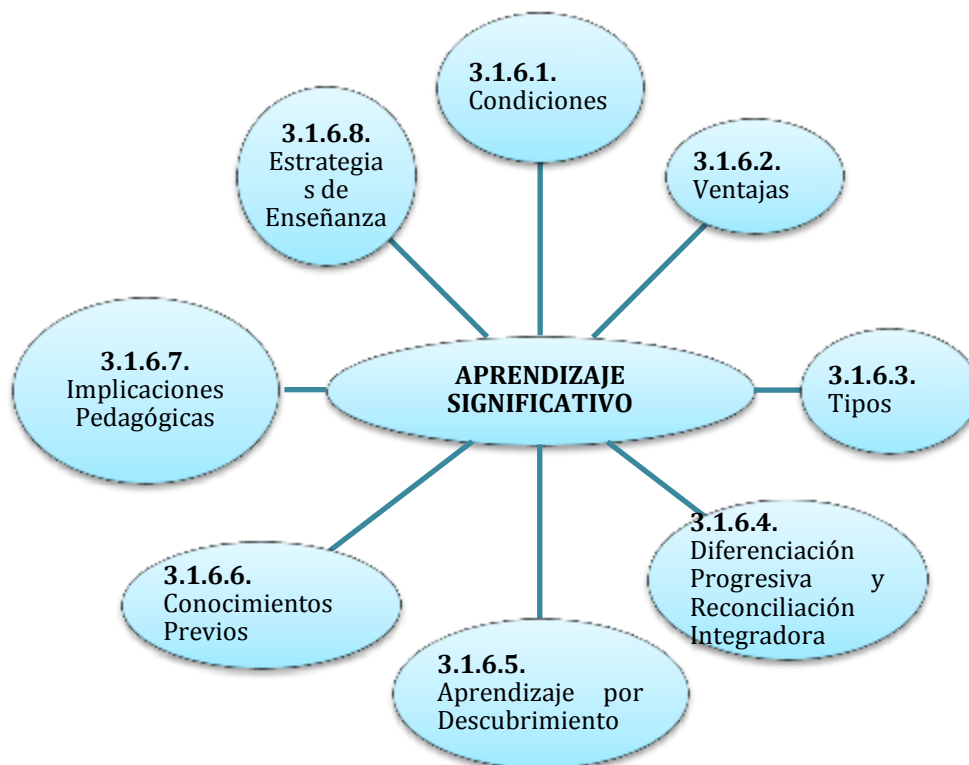 3.1.6.1.
Condiciones
3.1.6.8.
Estrategia
s de
Enseñanza
3.1.6.2.
Ventajas
3.1.6.7.
Implicaciones
Pedagógicas
APRENDIZAJE
SIGNIFICATIVO
3.1.6.3.
Tipos
3.1.6.6.
Conocimientos
Previos
3.1.6.4.
Diferenciación
Progresiva y
Reconciliación
Integradora
3.1.6.5.
Aprendizaje por
Descubrimiento